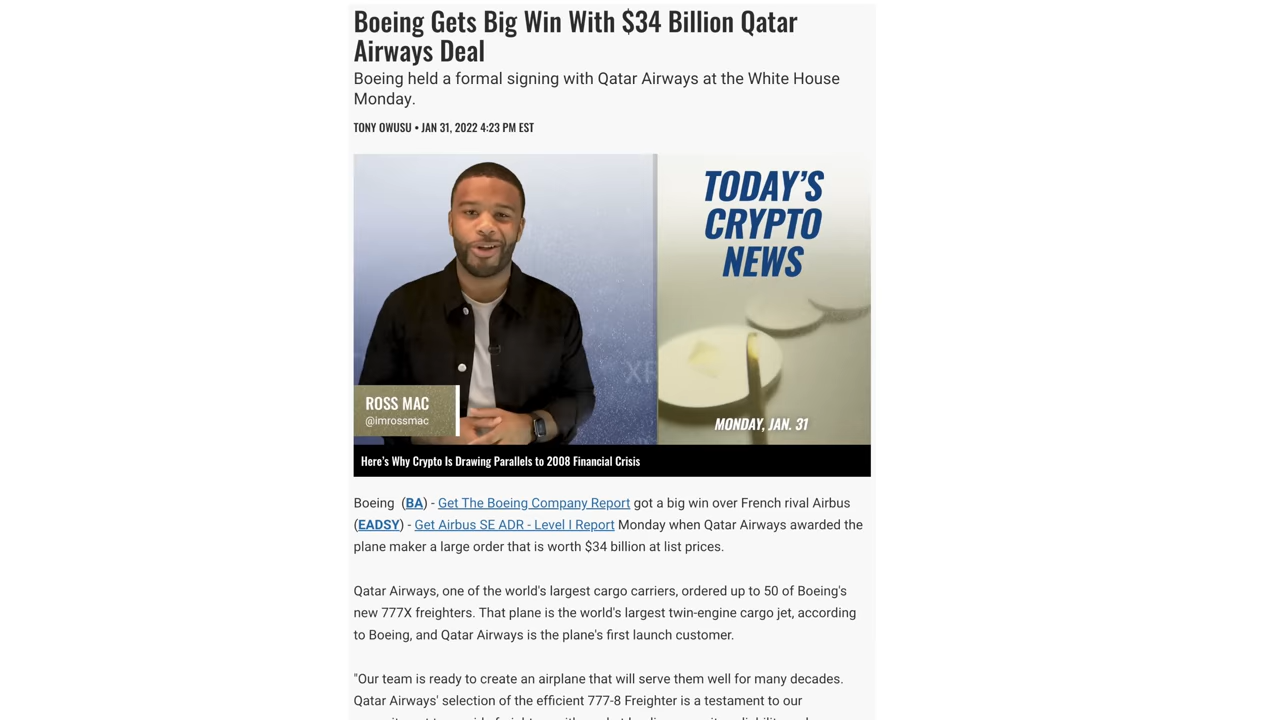 Boeing Gets Big Win With $34 Billion Qatar
Airways Deal
Boeing held a formal signing with Qatar Airways at the White House
Monday.
TONY OWUSU • JAN 31, 2022 4:23 PM EST
TODAY'S
CRYPTO
NEWS
XR
ROSS MAC
@imrossmac
MONDAY, JAN. 31
Here's Why Crypto Is Drawing Parallels to 2008 Financial Crisis
Boeing (BA) - Get The Boeing Company Report got a big win over French rival Airbus
(EADSY) - Get Airbus SE ADR - Level I Report Monday when Qatar Airways awarded the
plane maker a large order that is worth $34 billion at list prices.
Qatar Airways, one of the world's largest cargo carriers, ordered up to 50 of Boeing's
new 777X freighters. That plane is the world's largest twin-engine cargo jet, according
to Boeing, and Qatar Airways is the plane's first launch customer.
"Our team is ready to create an airplane that will serve them well for many decades.
Qatar Airways' selection of the efficient 777-8 Freighter is a testament to our